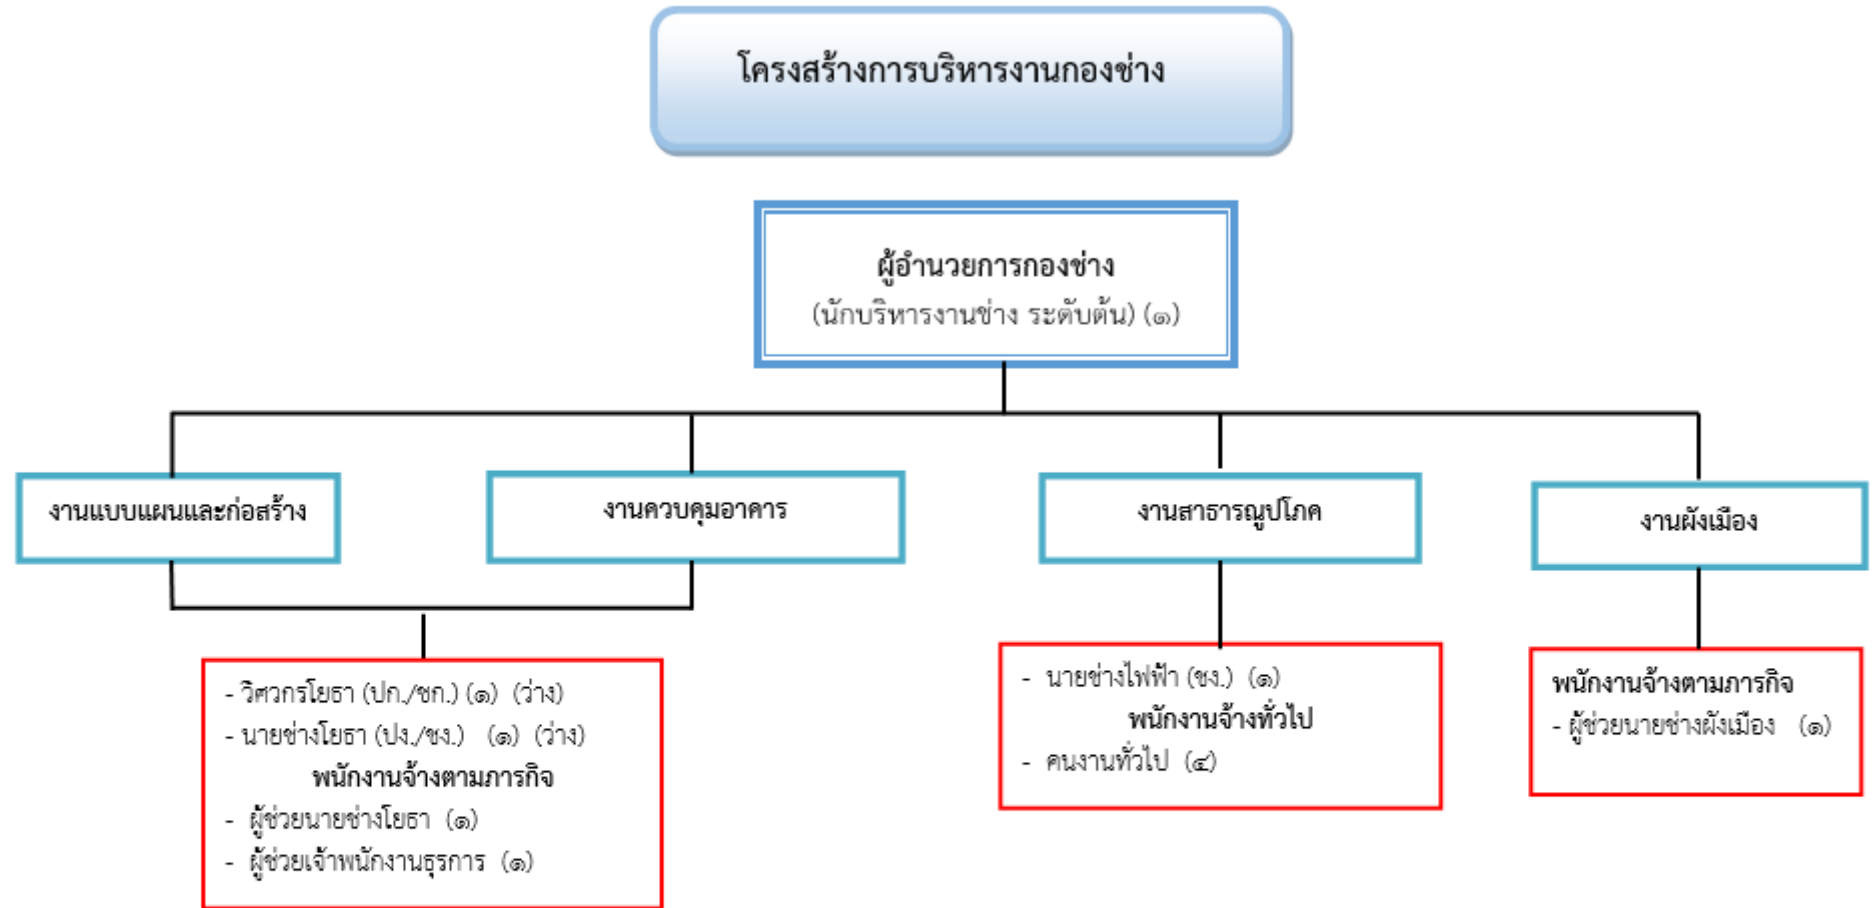 โครงสร้างการบริหารงานกองช่าง
ผู้อำนวยการกองช่าง
(นักบริหารงานช่าง ระดับต้น) (๑)
งานแบบแผนและก่อสร้าง
งานควบคุมอาคาร
งานสาธารณูปโภค
งานผังเมือง
- วิศวกรโยธา (ปก./ชก.) (๑) (ว่าง)
- นายช่างโยธา (ปง./ชง.) (๑) (ว่าง)
พนักงานจ้างตามภารกิจ
- ผู้ช่วยนายช่างโยธา (๑)
- ผู้ช่วยเจ้าพนักงานธุรการ (๑)
- นายช่างไฟฟ้า (ชง.) (๑)
พนักงานจ้างทั่วไป
- คนงานทั่วไป (๔)
พนักงานจ้างตามภารกิจ
- ผู้ช่วยนายช่างผังเมือง (๑)